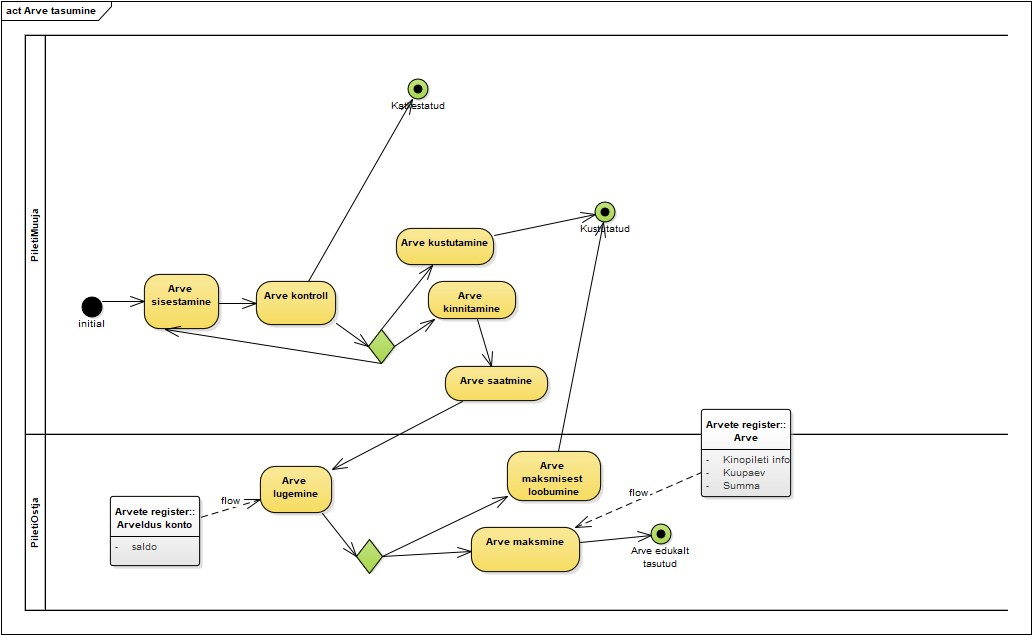 act Arve tasumine
PiletiMuuja
Katkestatud
Kustutatud
Arve kustutamine
Arve
sisestamine
Arve kontroll
Arve
kinnitamine
initial
Arve saatmine
PiletiOstja
Arvete register::
Arve
- Kinopileti info
- Kuupaev
- Summa
Arve
maksmisest
loobumine
Arve
lugemine
flow
flow
Arvete register::
Arveldus konto
- saldo
Arve maksmine
Arve edukalt
tasutud